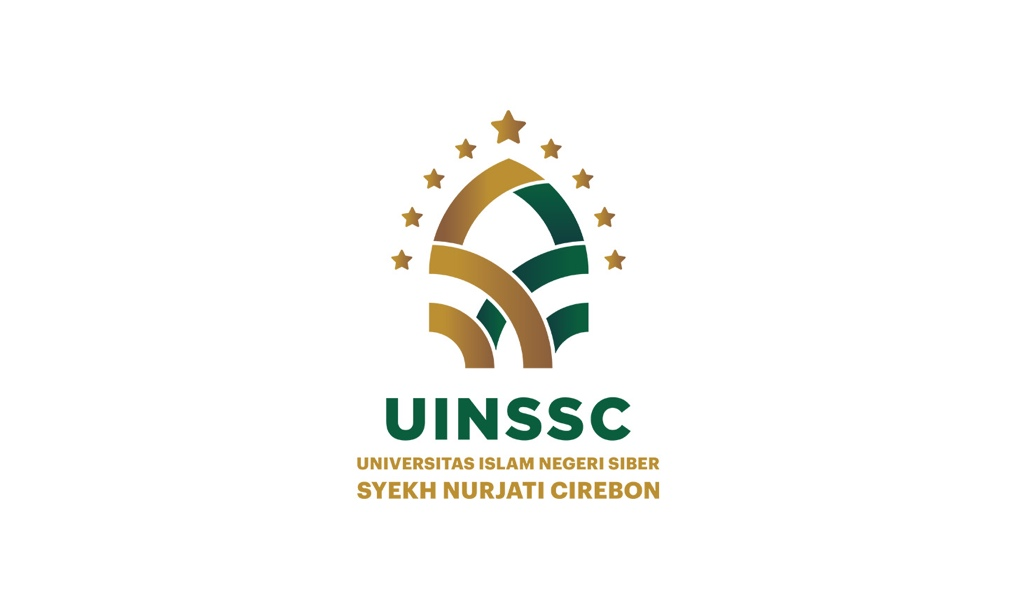 UINSSC
UNIVERSITAS ISLAM NEGERI SIBER
SYEKH NURJATI CIREBON